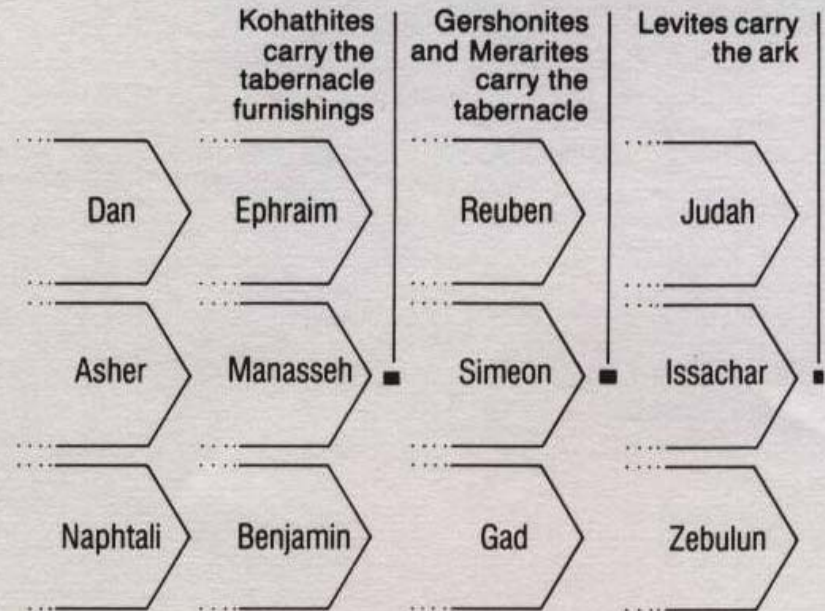 Kohathites
carry the
tabernacle
furnishings
Gershonites
and Merarites
carry the
tabernacle
Levites carry
the ark
Dan
Ephraim
Reuben
Judah
Asher
Manasseh
Simeon
Issachar
Naphtali
Benjamin
Gad
Zebulun